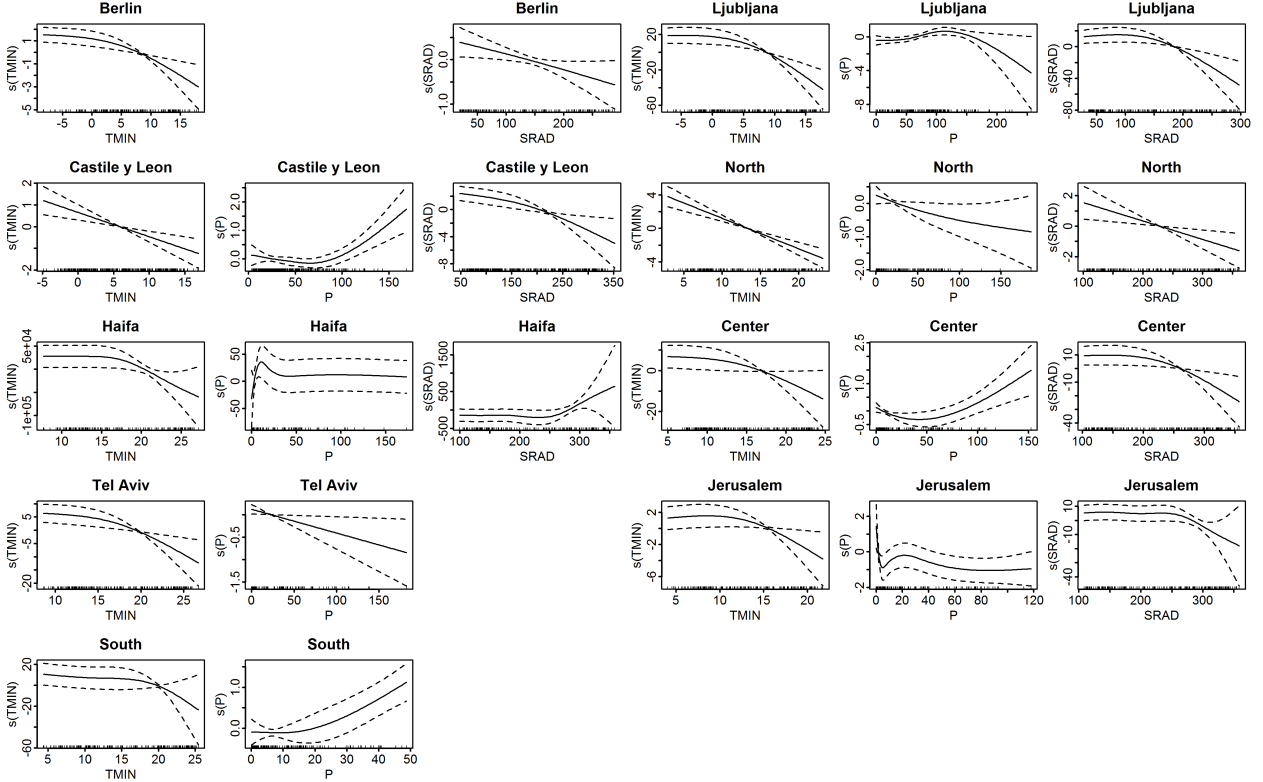 Berlin
s(TMIN)
-5 -3 -1 1
-5 0 5 10 15
TMIN
Berlin
s(SRAD)
-1.0 0.0
50 100 200
SRAD
Ljubljana
s(TMIN)
-60 -20 0 20
-5 0 5 10 15
TMIN
Ljubljana
s(P)
-8 -4 0
0 50 100 200
P
Ljubljana
s(SRAD)
-80 -40 0
50 100 200 300
SRAD
Castile y Leon
s(TMIN)
-2 0 1 2
-5 0 5 10 15
TMIN
Castile y Leon
s(P)
0.0 1.0 2.0
0 50 100 150
P
Castile y Leon
s(SRAD)
-8 -4 0
50 150 200 250 350
SRAD
North
s(TMIN)
-4 0 2 4
5 10 15 20
TMIN
North
s(P)
-2.0 -1.0 0.0
0 50 100 150
P
North
s(SRAD)
-2 0 2
100 200 300
SRAD
Haifa
s(TMIN)
-1e+05 5e+04
10 15 20 25
TMIN
Haifa
s(P)
-50 0 50
0 50 100 150
P
Haifa
s(SRAD)
-500 500 1500
100 150 200 300
SRAD
Center
s(TMIN)
-20 0
5 10 15 20 25
TMIN
Center
s(P)
-0.5 0.5 1.5 2.5
0 50 100 150
P
Center
s(SRAD)
-40 -10 10
100 200 300
SRAD
Tel Aviv
s(TMIN)
-20 -5 5
10 15 20 25
TMIN
Tel Aviv
s(P)
-1.5 -0.5
0 50 100 150
P
Jerusalem
s(TMIN)
-6 -2 0 2
5 10 15 20
TMIN
Jerusalem
s(P)
-2 0 2
0 20 40 60 80 120
P
Jerusalem
s(SRAD)
-40 -10 10
100 200 300
SRAD
South
s(TMIN)
-60 -20 20
5 10 15 20 25
TMIN
South
s(P)
0.0 1.0
0 10 20 30 40 50
P